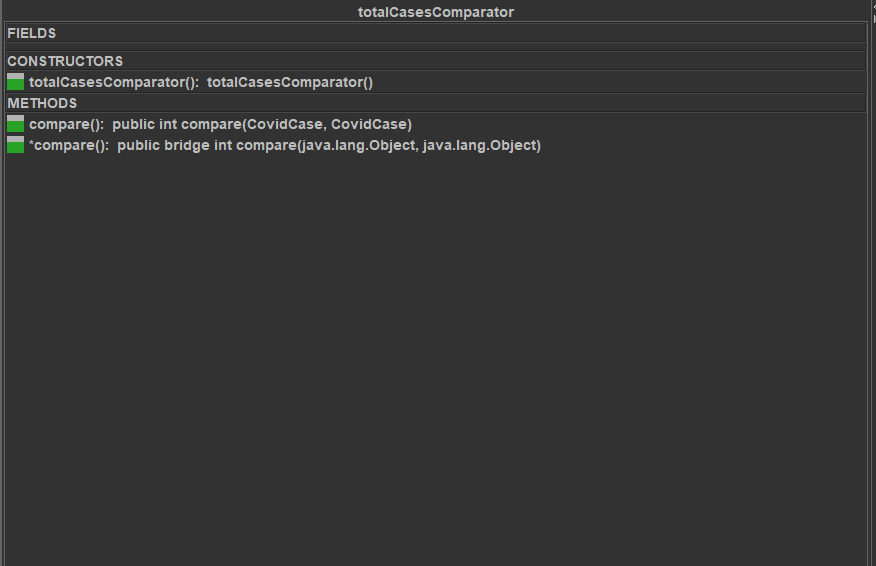 totalCasesComparator
FIELDS
CONSTRUCTORS
totalCasesComparator(): totalCasesComparator()
METHODS
compare(): public int compare(CovidCase, CovidCase)
*compare(): public bridge int compare(java.lang.Object, java.lang.Object)